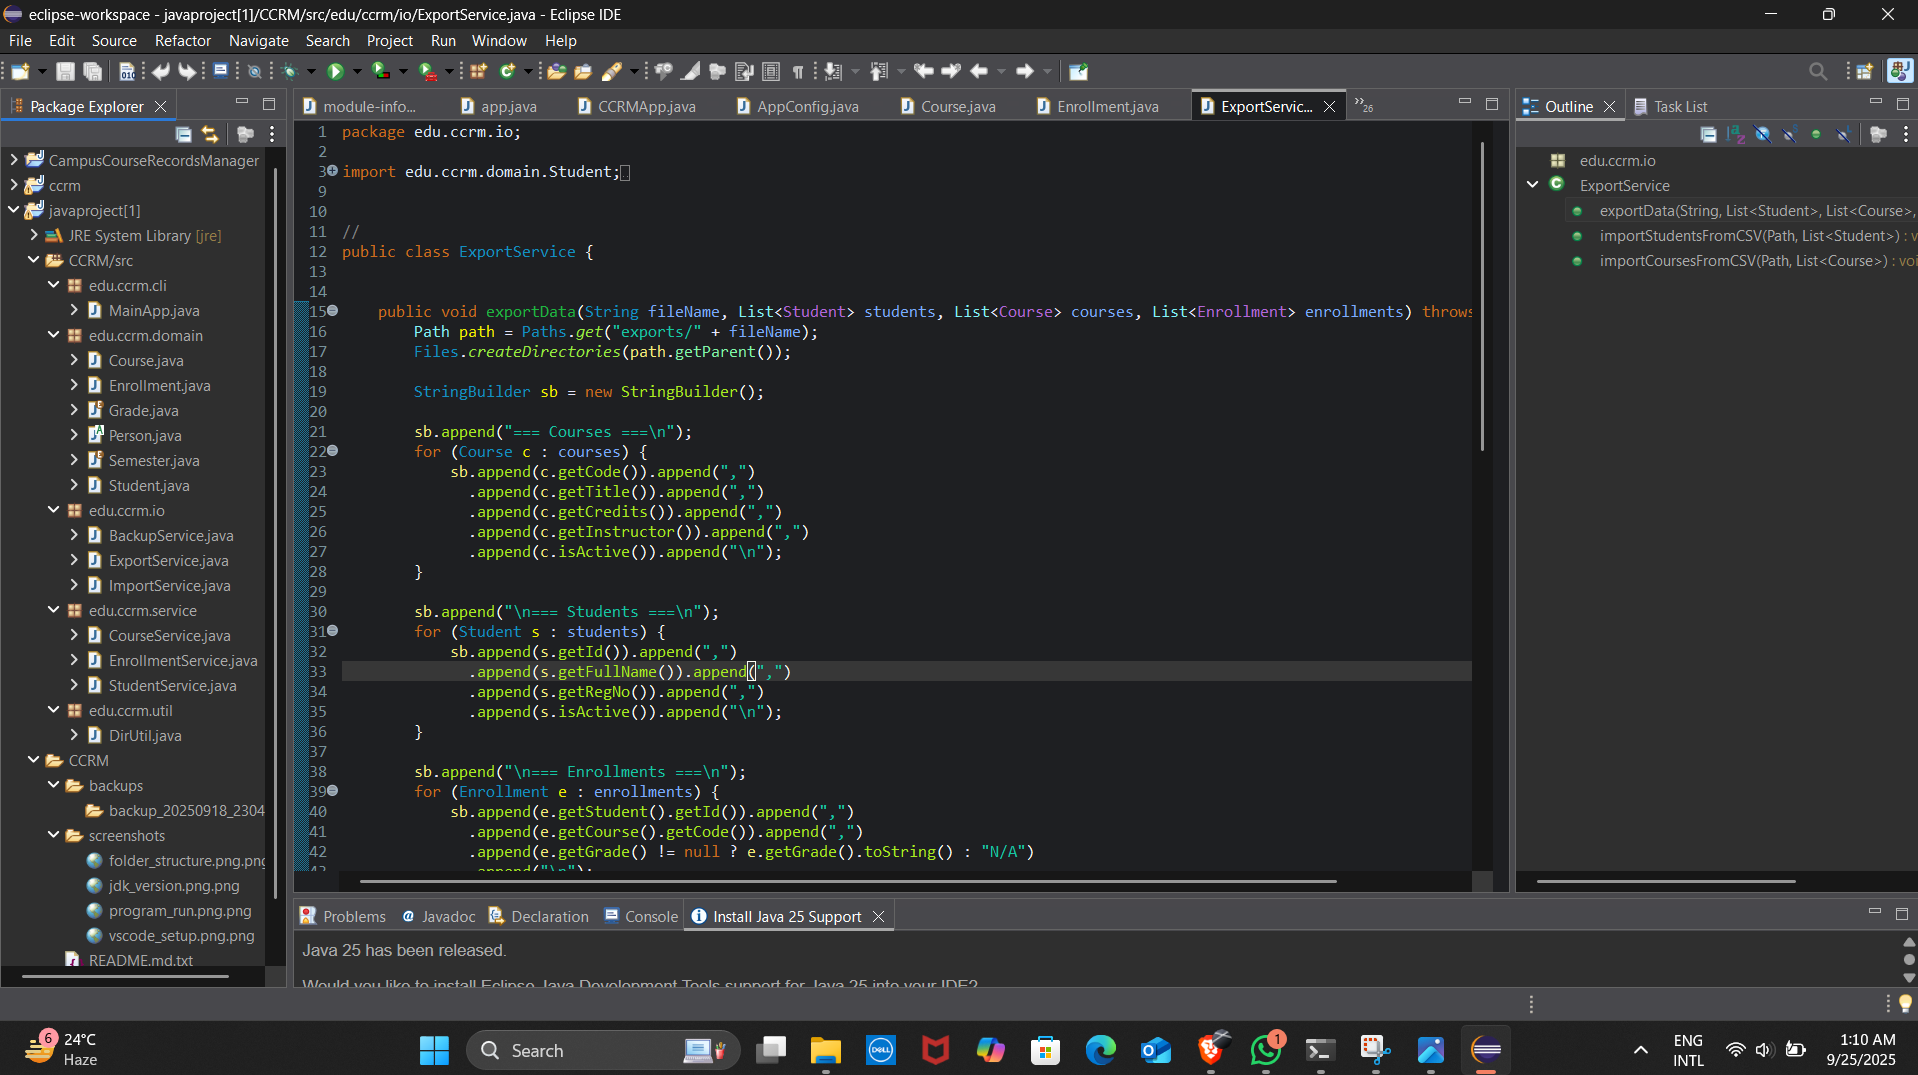 eclipse-workspace - javaproject[1]/CCRM/src/edu/ccrm/io/ExportService.java - Eclipse IDE
File Edit Source Refactor Navigate Search Project Run Window Help
Package Explorer
CampusCourseRecordsManager
ccrm
javaproject[1]
JRE System Library [jre]
CCRM/src
edu.ccrm.cli
MainApp.java
edu.ccrm.domain
Course.java
Enrollment.java
Grade.java
Person.java
Semester.java
Student.java
edu.ccrm.io
BackupService.java
ExportService.java
ImportService.java
edu.ccrm.service
CourseService.java
EnrollmentService.java
StudentService.java
edu.ccrm.util
DirUtil.java
CCRM
backups
backup_20250918_2304
screenshots
folder_structure.png.png
jdk_version.png.png
program_run.png.png
vscode_setup.png.png
README.md.txt
module-info... app.java CCRMApp.java AppConfig.java Course.java Enrollment.java ExportServic... »26
1 package edu.ccrm.io;
2
3 import edu.ccrm.domain.Student;
9
10
11 //
12 public class ExportService {
13
14
15 public void exportData(String fileName, List<Student> students, List<Course> courses, List<Enrollment> enrollments) throws
16 Path path = Paths.get("exports/" + fileName);
17 Files.createDirectories(path.getParent());
18
19 StringBuilder sb = new StringBuilder();
20
21 sb.append("=== Courses ===\n");
22 for (Course c : courses) {
23 sb.append(c.getCode()).append(",")
24 .append(c.getTitle()).append(",")
25 .append(c.getCredits()).append(",")
26 .append(c.getInstructor()).append(",")
27 .append(c.isActive()).append("\n");
28 }
29
30 sb.append("\n=== Students ===\n");
31 for (Student s : students) {
32 sb.append(s.getId()).append(",")
33 .append(s.getFullName()).append(",")
34 .append(s.getRegNo()).append(",")
35 .append(s.isActive()).append("\n");
36 }
37
38 sb.append("\n=== Enrollments ===\n");
39 for (Enrollment e : enrollments) {
40 sb.append(e.getStudent().getId()).append(",")
41 .append(e.getCourse().getCode()).append(",")
42 .append(e.getGrade() != null ? e.getGrade().toString() : "N/A")
43 .append("\n");
Outline Task List
edu.ccrm.io
ExportService
exportData(String, List<Student>, List<Course>,
importStudentsFromCSV(Path, List<Student>) : v
importCoursesFromCSV(Path, List<Course>) : voi
Problems Javadoc Declaration Console Install Java 25 Support
Java 25 has been released.
Would you like to install Eclipse Java Development Tools support for Java 25 into your IDE?
6
24°C
Haze
Search
DELL
1
ENG
INTL
1:10 AM
9/25/2025